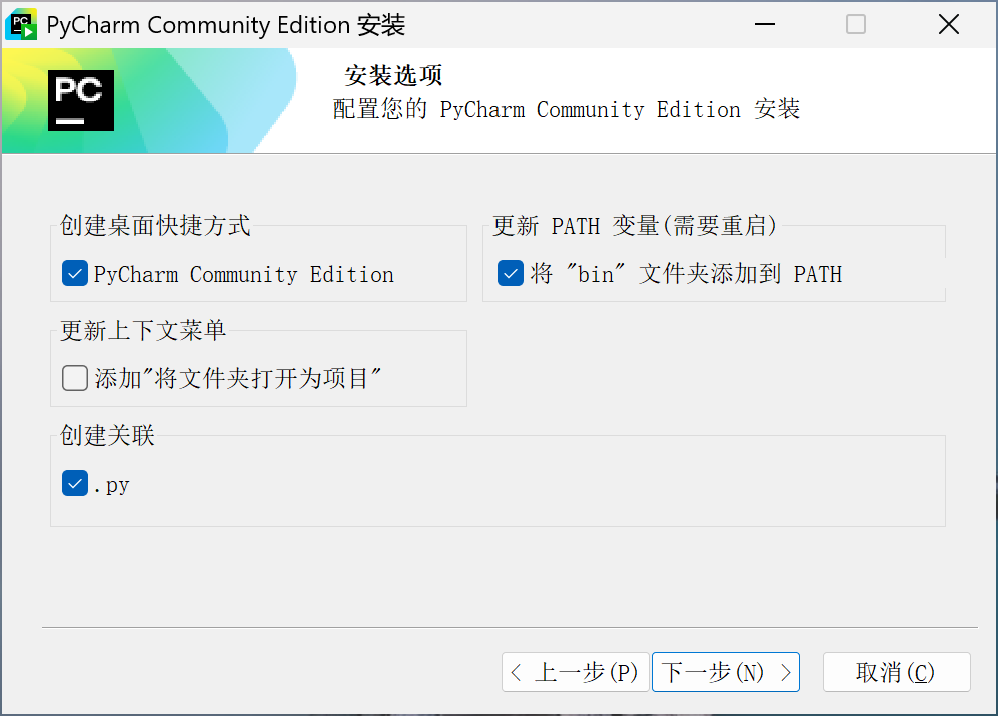 PyCharm Community Edition 安装
PC
安装选项
配置您的 PyCharm Community Edition 安装
创建桌面快捷方式
PyCharm Community Edition
更新 PATH 变量(需要重启)
将 "bin" 文件夹添加到 PATH
更新上下文菜单
添加"将文件夹打开为项目"
创建关联
.py
上一步(P)
下一步(N)
取消(C)